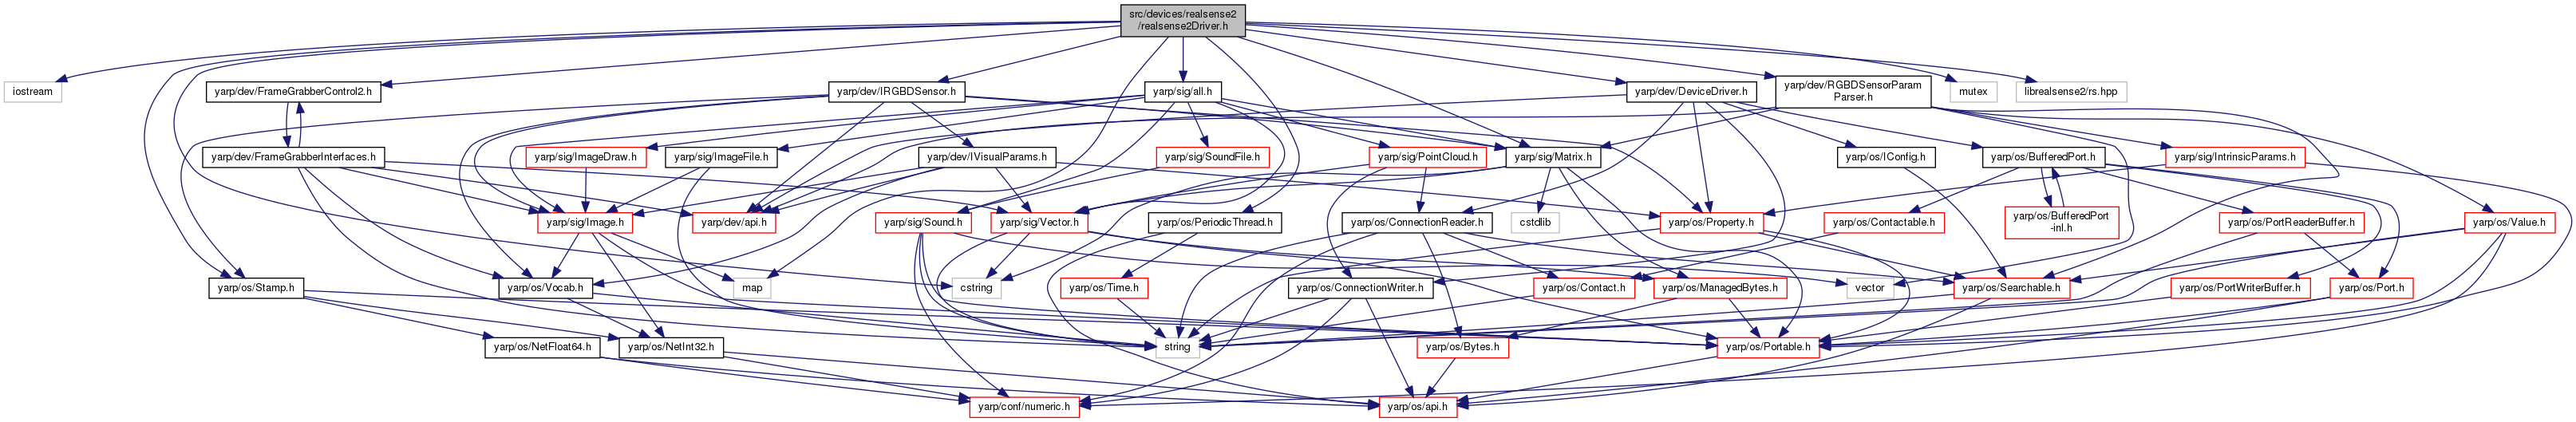 src/devices/realsense2
/realsense2Driver.h
iostream
yarp/dev/FrameGrabberControl2.h
yarp/dev/IRGBDSensor.h
yarp/sig/all.h
yarp/dev/DeviceDriver.h
yarp/dev/RGBDSensorParam
Parser.h
mutex
librealsense2/rs.hpp
yarp/dev/FrameGrabberInterfaces.h
yarp/sig/ImageDraw.h
yarp/sig/ImageFile.h
yarp/dev/IVisualParams.h
yarp/sig/SoundFile.h
yarp/sig/PointCloud.h
yarp/sig/Matrix.h
yarp/os/IConfig.h
yarp/os/BufferedPort.h
yarp/sig/IntrinsicParams.h
yarp/sig/Image.h
yarp/dev/api.h
yarp/sig/Sound.h
yarp/sig/Vector.h
yarp/os/PeriodicThread.h
yarp/os/ConnectionReader.h
cstdlib
yarp/os/Property.h
yarp/os/Contactable.h
yarp/os/BufferedPort
-inl.h
yarp/os/PortReaderBuffer.h
yarp/os/Value.h
yarp/os/Stamp.h
yarp/os/Vocab.h
map
cstring
yarp/os/Time.h
yarp/os/ConnectionWriter.h
yarp/os/Contact.h
yarp/os/ManagedBytes.h
vector
yarp/os/Searchable.h
yarp/os/PortWriterBuffer.h
yarp/os/Port.h
yarp/os/NetFloat64.h
yarp/os/NetInt32.h
string
yarp/os/Bytes.h
yarp/os/Portable.h
yarp/conf/numeric.h
yarp/os/api.h